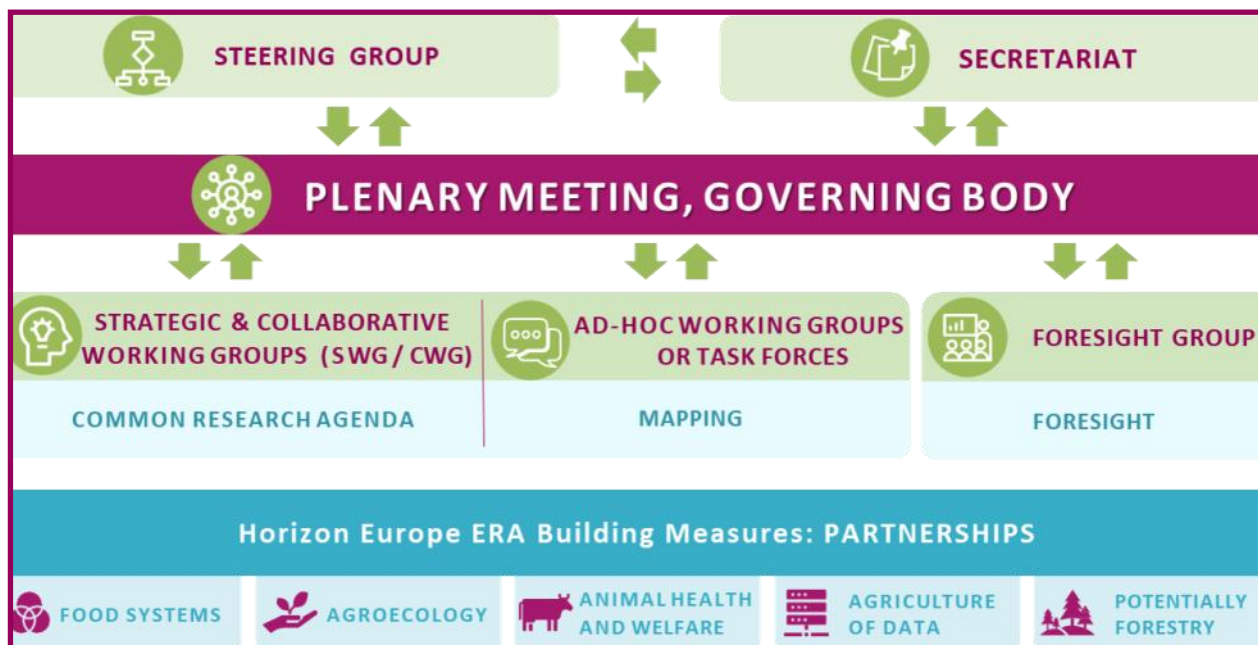 STEERING GROUP
SECRETARIAT
PLENARY MEETING, GOVERNING BODY
STRATEGIC & COLLABORATIVE
WORKING GROUPS (SWG / CWG)
AD-HOC WORKING GROUPS
OR TASK FORCES
FORESIGHT GROUP
COMMON RESEARCH AGENDA
MAPPING
FORESIGHT
Horizon Europe ERA Building Measures: PARTNERSHIPS
FOOD SYSTEMS
AGROECOLOGY
ANIMAL HEALTH
AND WELFARE
AGRICULTURE
OF DATA
POTENTIALLY
FORESTRY